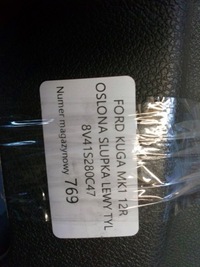 FORD KUGA MK1 12R
OSLONA SLUPKA LEWY TYL
8V41S280C47
Numer magazynowy 769